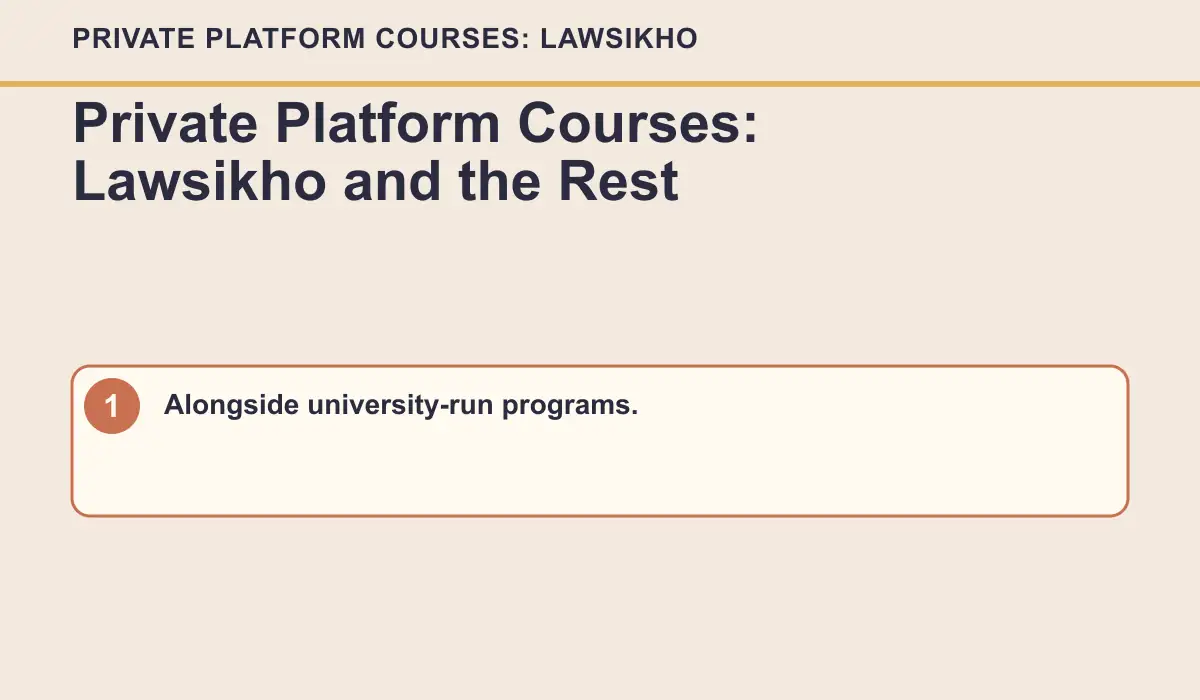 PRIVATE PLATFORM COURSES: LAWSIKHO
Private Platform Courses:
Lawsikho and the Rest
1 Alongside university-run programs.